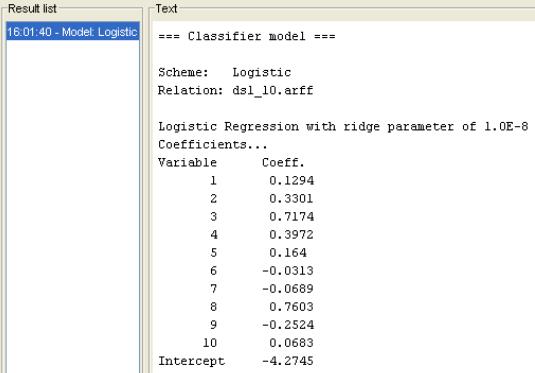 Result list
16:01:40 - Model: Logistic
Text
=== Classifier model ===
Scheme: Logistic
Relation: dsl_10.arff
Logistic Regression with ridge parameter of 1.0E-8
Coefficients...
Variable Coeff.
1 0.1294
2 0.3301
3 0.7174
4 0.3972
5 0.164
6 -0.0313
7 -0.0689
8 0.7603
9 -0.2524
10 0.0683
Intercept -4.2745